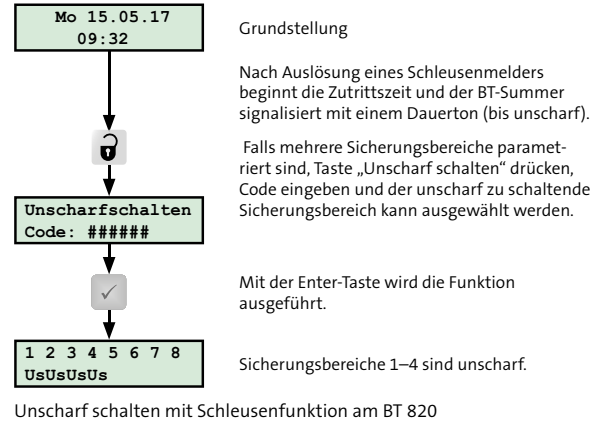 Mo 15.05.17
09:32
Grundstellung
Nach Auslösung eines Schleusenmelders
beginnt die Zutrittszeit und der BT-Summer
signalisiert mit einem Dauerton (bis unscharf).
Falls mehrere Sicherungsbereiche paramet-
riert sind, Taste „Unscharf schalten“ drücken,
Code eingeben und der unscharf zu schaltende
Sicherungsbereich kann ausgewählt werden.
Unscharfschalten
Code: ######
Mit der Enter-Taste wird die Funktion
ausgeführt.
1 2 3 4 5 6 7 8
UsUsUsUs
Sicherungsbereiche 1–4 sind unscharf.
Unscharf schalten mit Schleusenfunktion am BT 820